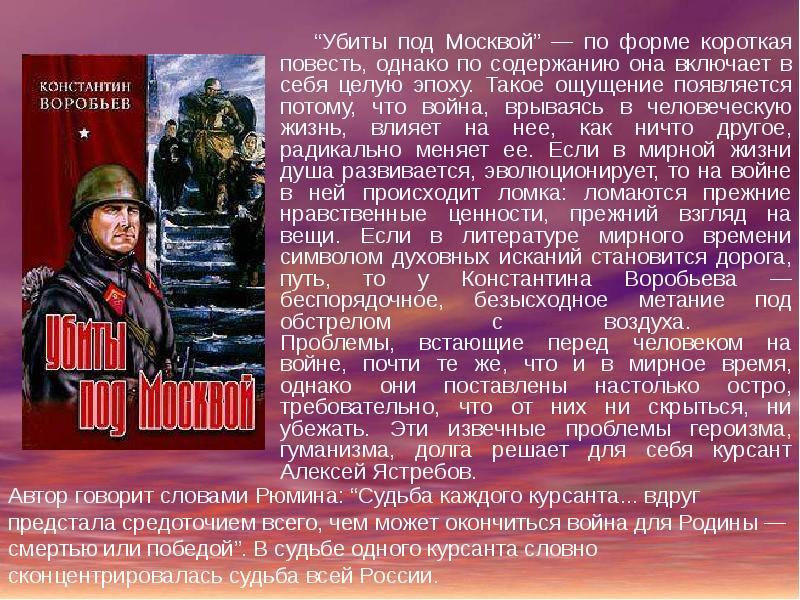 “Убиты под Москвой” — по форме короткая
повесть, однако по содержанию она включает в
себя целую эпоху. Такое ощущение появляется
потому, что война, врываясь в человеческую
жизнь, влияет на нее, как ничто другое,
радикально меняет ее. Если в мирной жизни
душа развивается, эволюционирует, то на войне
в ней происходит ломка: ломаются прежние
нравственные ценности, прежний взгляд на
вещи. Если в литературе мирного времени
символом духовных исканий становится дорога,
путь, то у Константина Воробьева —
беспорядочное, безысходное метание под
обстрелом с воздуха.
Проблемы, встающие перед человеком на
войне, почти те же, что и в мирное время,
однако они поставлены настолько остро,
требовательно, что от них ни скрыться, ни
убежать. Эти извечные проблемы героизма,
гуманизма, долга решает для себя курсант
Алексей Ястребов.
Автор говорит словами Рюмина: “Судьба каждого курсанта... вдруг
предстала средоточием всего, чем может окончиться война для Родины —
смертью или победой”. В судьбе одного курсанта словно
сконцентрировалась судьба всей России.
КОНСТАНТИН
ВОРОБЬЕВ
УБИТЫ
ПОД МОСКВОЙ